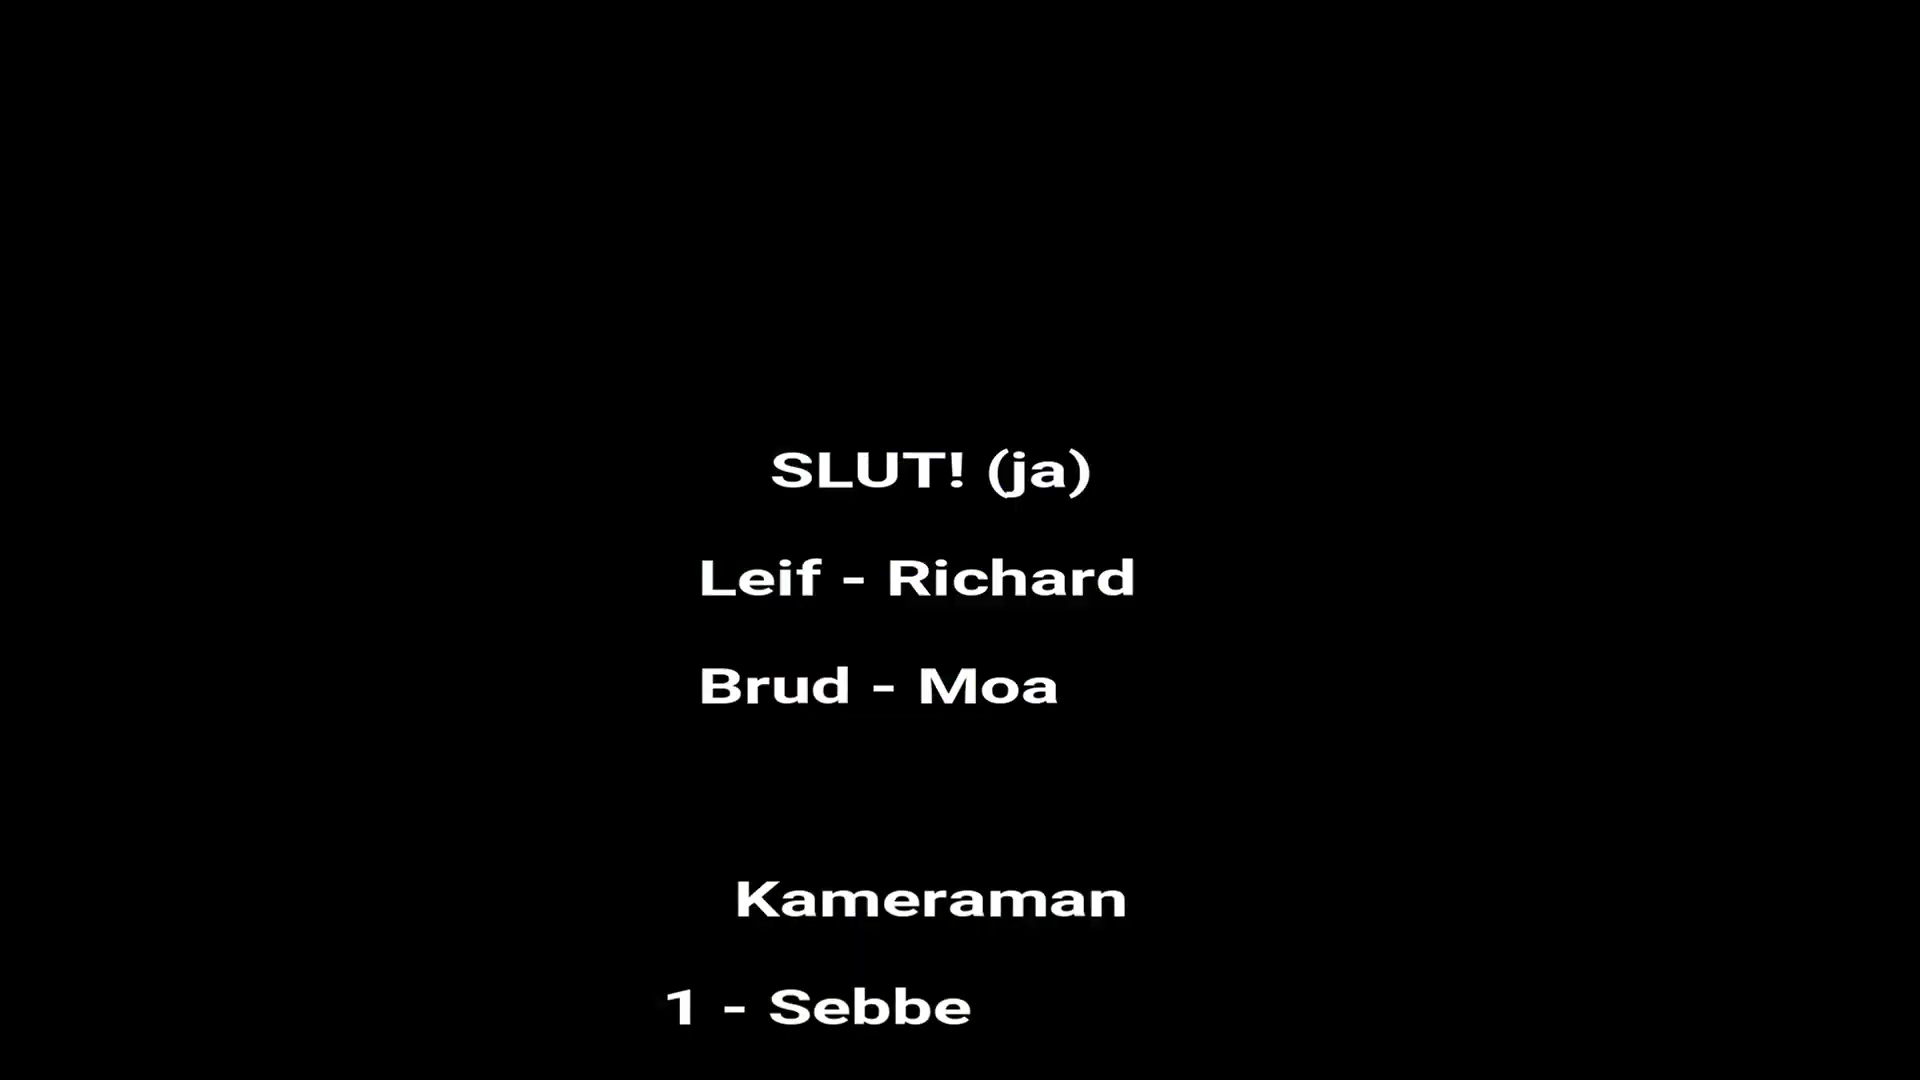 SLUT! (ja)
Leif - Richard
Brud - Moa
Kameraman
1 - Sebbe